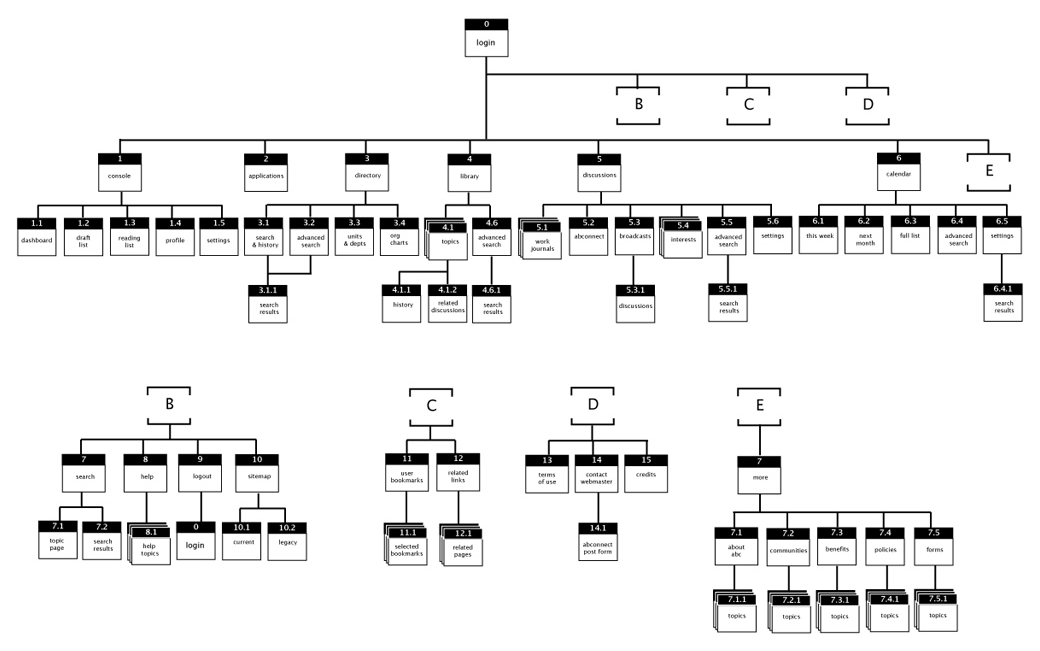 0
login
B
C
D
1
console
2
applications
3
directory
4
library
5
discussions
6
calendar
E
1.1
dashboard
1.2
draft
list
1.3
reading
list
1.4
profile
1.5
settings
3.1
search
& history
3.2
advanced
search
3.3
units
& depts
3.4
org
charts
4.1
topics
4.6
advanced
search
5.1
work
journals
5.2
abconnect
5.3
broadcasts
5.4
interests
5.5
advanced
search
5.6
settings
6.1
this week
6.2
next
month
6.3
full list
6.4
advanced
search
6.5
settings
3.1.1
search
results
4.1.1
history
4.1.2
related
discussions
4.6.1
search
results
5.3.1
discussions
5.5.1
search
results
6.4.1
search
results
B
7
search
8
help
9
logout
10
sitemap
7.1
topic
page
7.2
search
results
8.1
help
topics
0
login
10.1
current
10.2
legacy
C
11
user
bookmarks
12
related
links
11.1
selected
bookmarks
12.1
related
pages
D
13
terms
of use
14
contact
webmaster
15
credits
14.1
abconnect
post form
E
7
more
7.1
about
abc
7.2
communities
7.3
benefits
7.4
policies
7.5
forms
7.1.1
topics
7.2.1
topics
7.3.1
topics
7.4.1
topics
7.5.1
topics